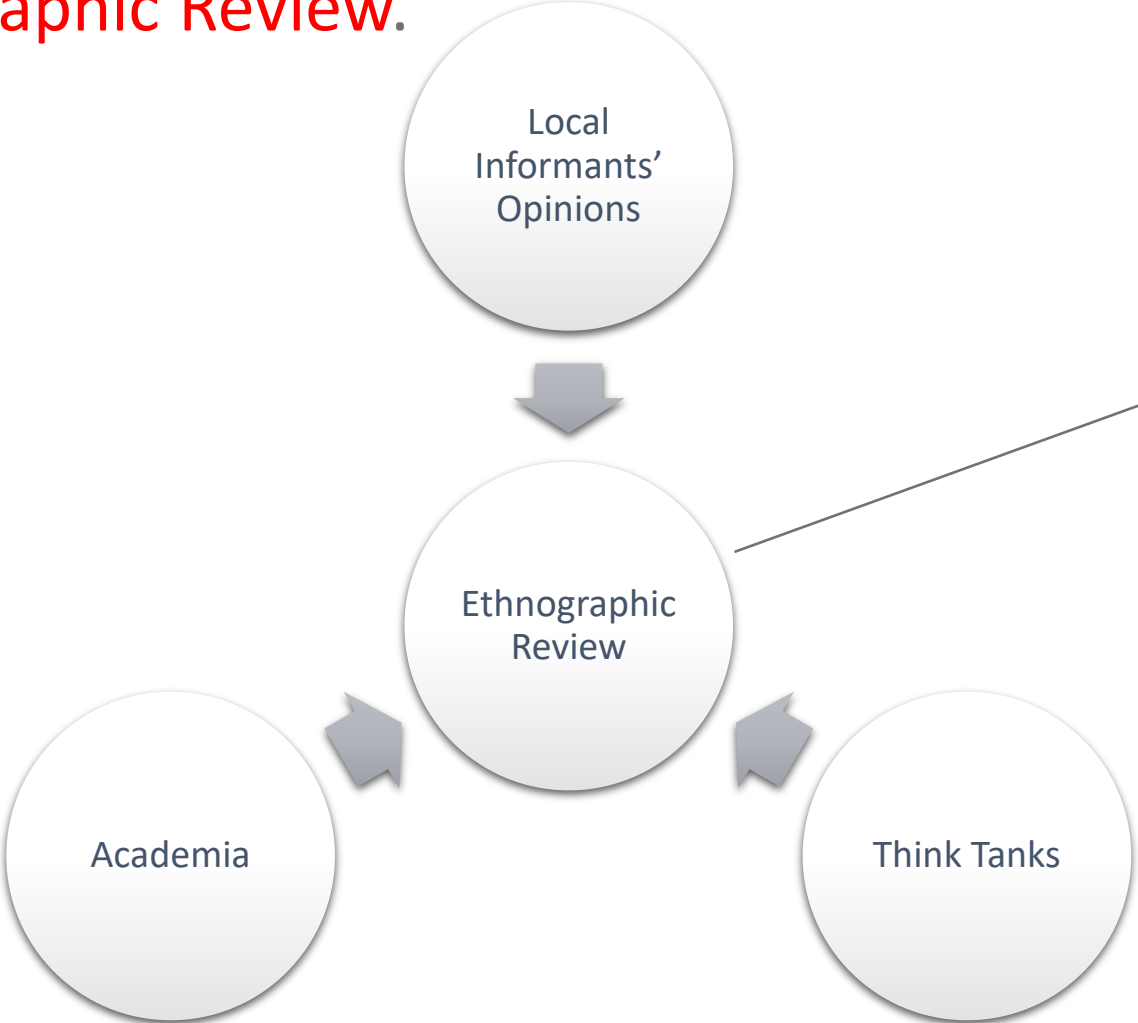 aphic Review.
Local
Informants’
Opinions
Ethnographic
Review
Academia
Think Tanks